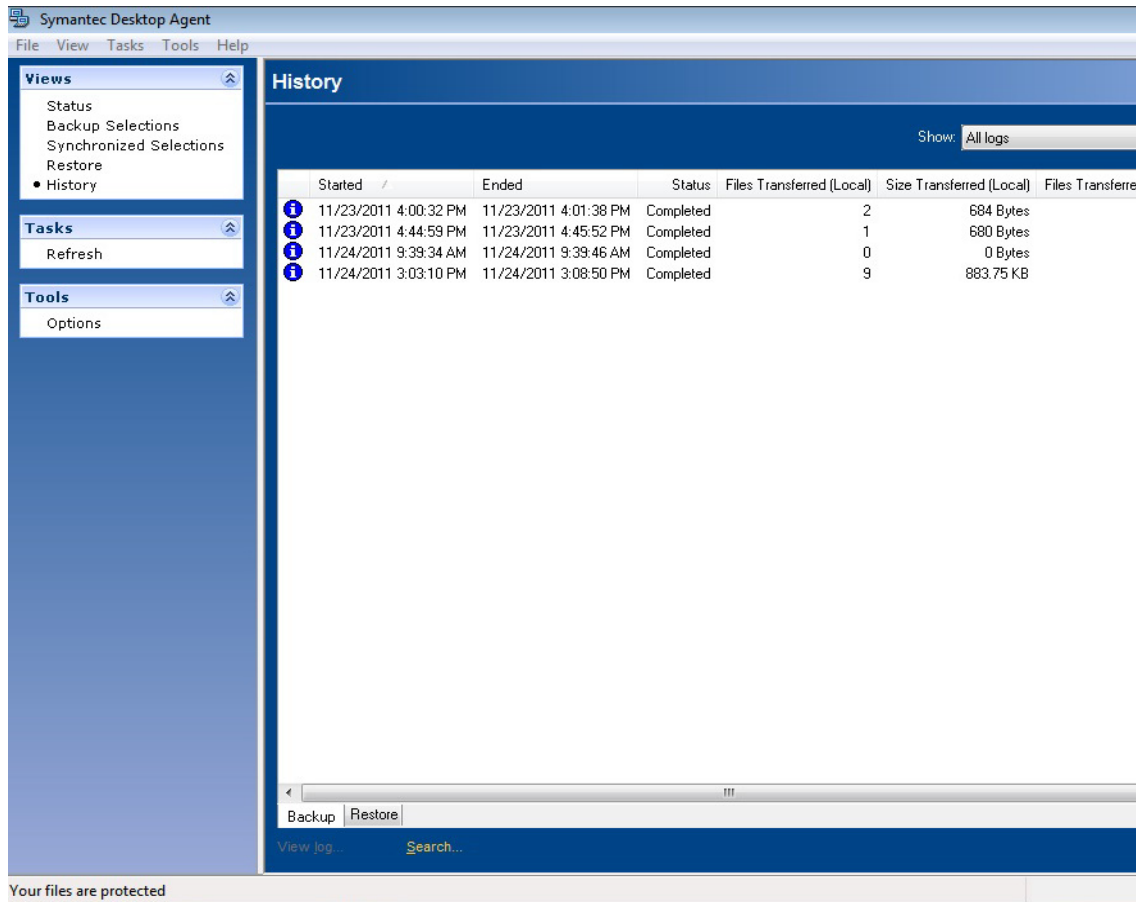 Symantec Desktop Agent
File View Tasks Tools Help
Views
Status
Backup Selections
Synchronized Selections
Restore
History
Tasks
Refresh
Tools
Options
History
Show: All logs
Started Ended Status Files Transferred (Local) Size Transferred (Local) Files Transferre
11/23/2011 4:00:32 PM 11/23/2011 4:01:38 PM Completed 2 684 Bytes
11/23/2011 4:44:59 PM 11/23/2011 4:45:52 PM Completed 1 680 Bytes
11/24/2011 9:39:34 AM 11/24/2011 9:39:46 AM Completed 0 0 Bytes
11/24/2011 3:03:10 PM 11/24/2011 3:08:50 PM Completed 9 883.75 KB
Backup Restore
View log... Search...
Your files are protected